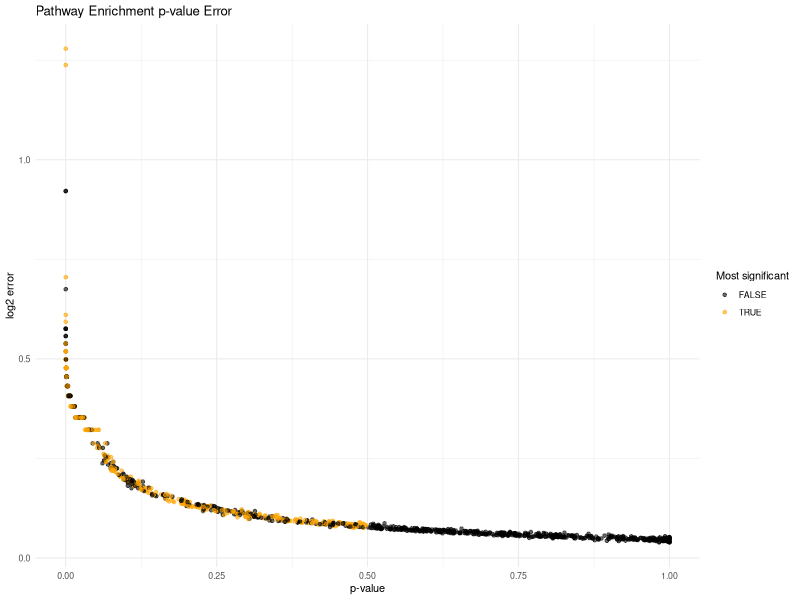 Pathway Enrichment p-value Error
1.0
0.5
0.0
log2 error
0.00
0.25
0.50
0.75
1.00
p-value
Most significant
FALSE
TRUE